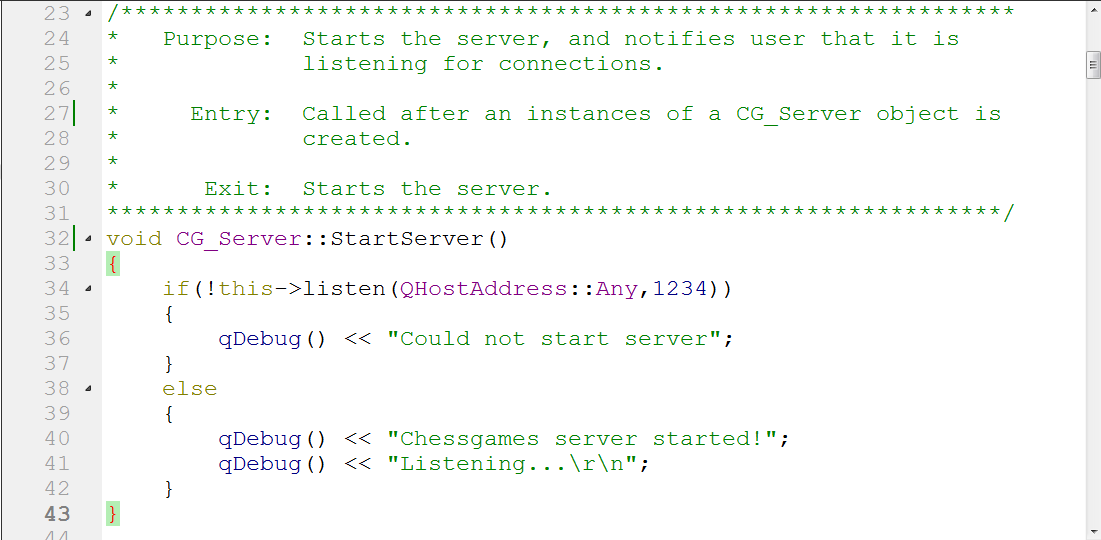 23 /****************************************************************
24 *   Purpose:  Starts the server, and notifies user that it is
25 *             listening for connections.
26 *
27 *     Entry:  Called after an instances of a CG_Server object is
28 *             created.
29 *
30 *      Exit:  Starts the server.
31 ****************************************************************/
32 void CG_Server::StartServer()
33 {
34     if(!this->listen(QHostAddress::Any,1234))
35     {
36         qDebug() << "Could not start server";
37     }
38     else
39     {
40         qDebug() << "Chessgames server started!";
41         qDebug() << "Listening...\r\n";
42     }
43 }
44